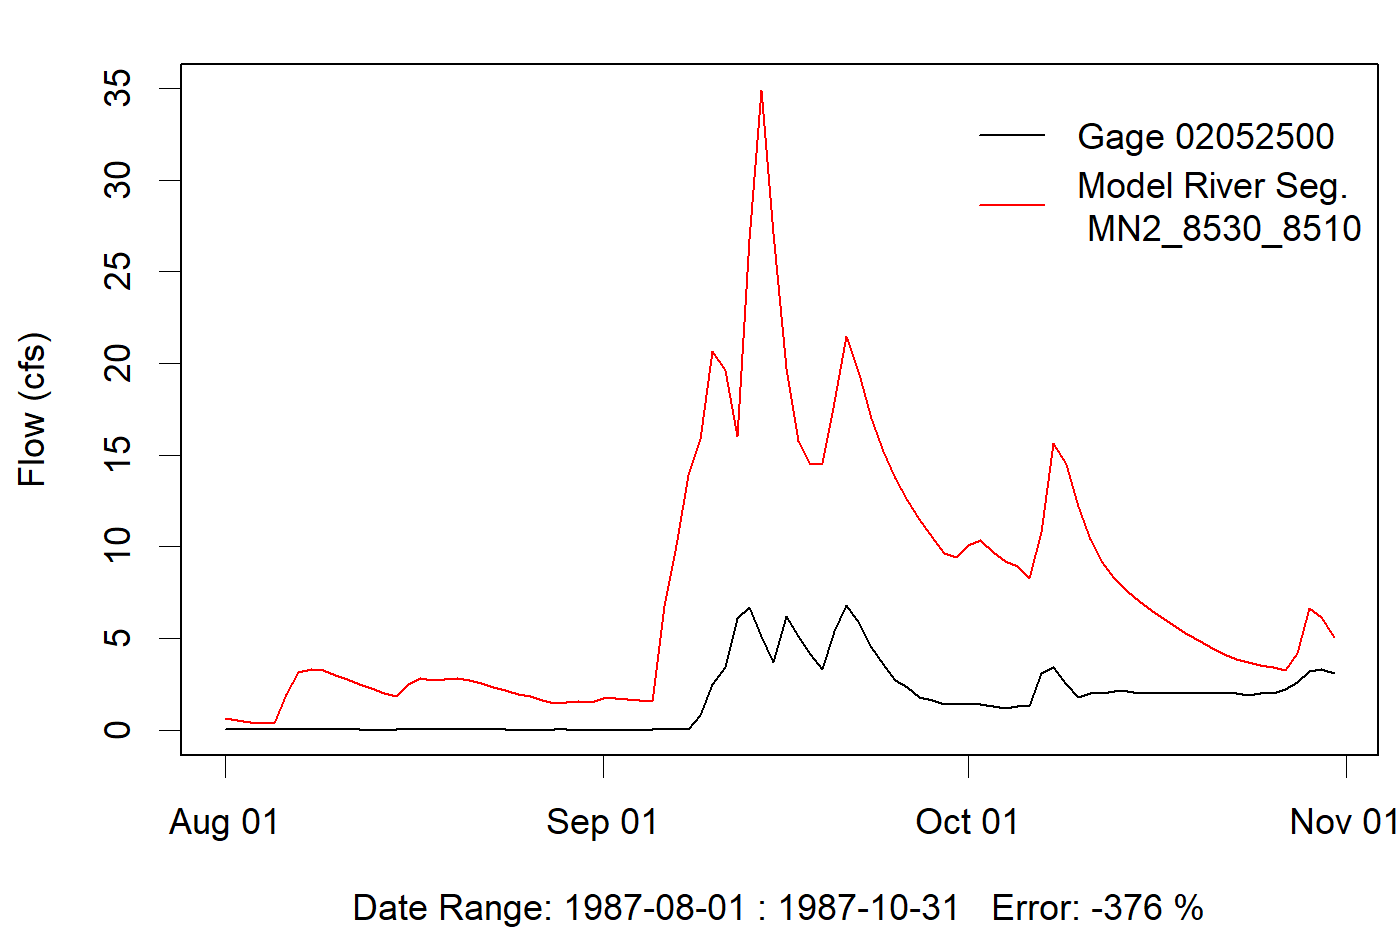 35
30
25
20
15
10
5
0
Flow (cfs)
Gage 02052500
Model River Seg.
MN2_8530_8510
Aug 01
Sep 01
Oct 01
Nov 01
Date Range: 1987-08-01 : 1987-10-31   Error: -376 %